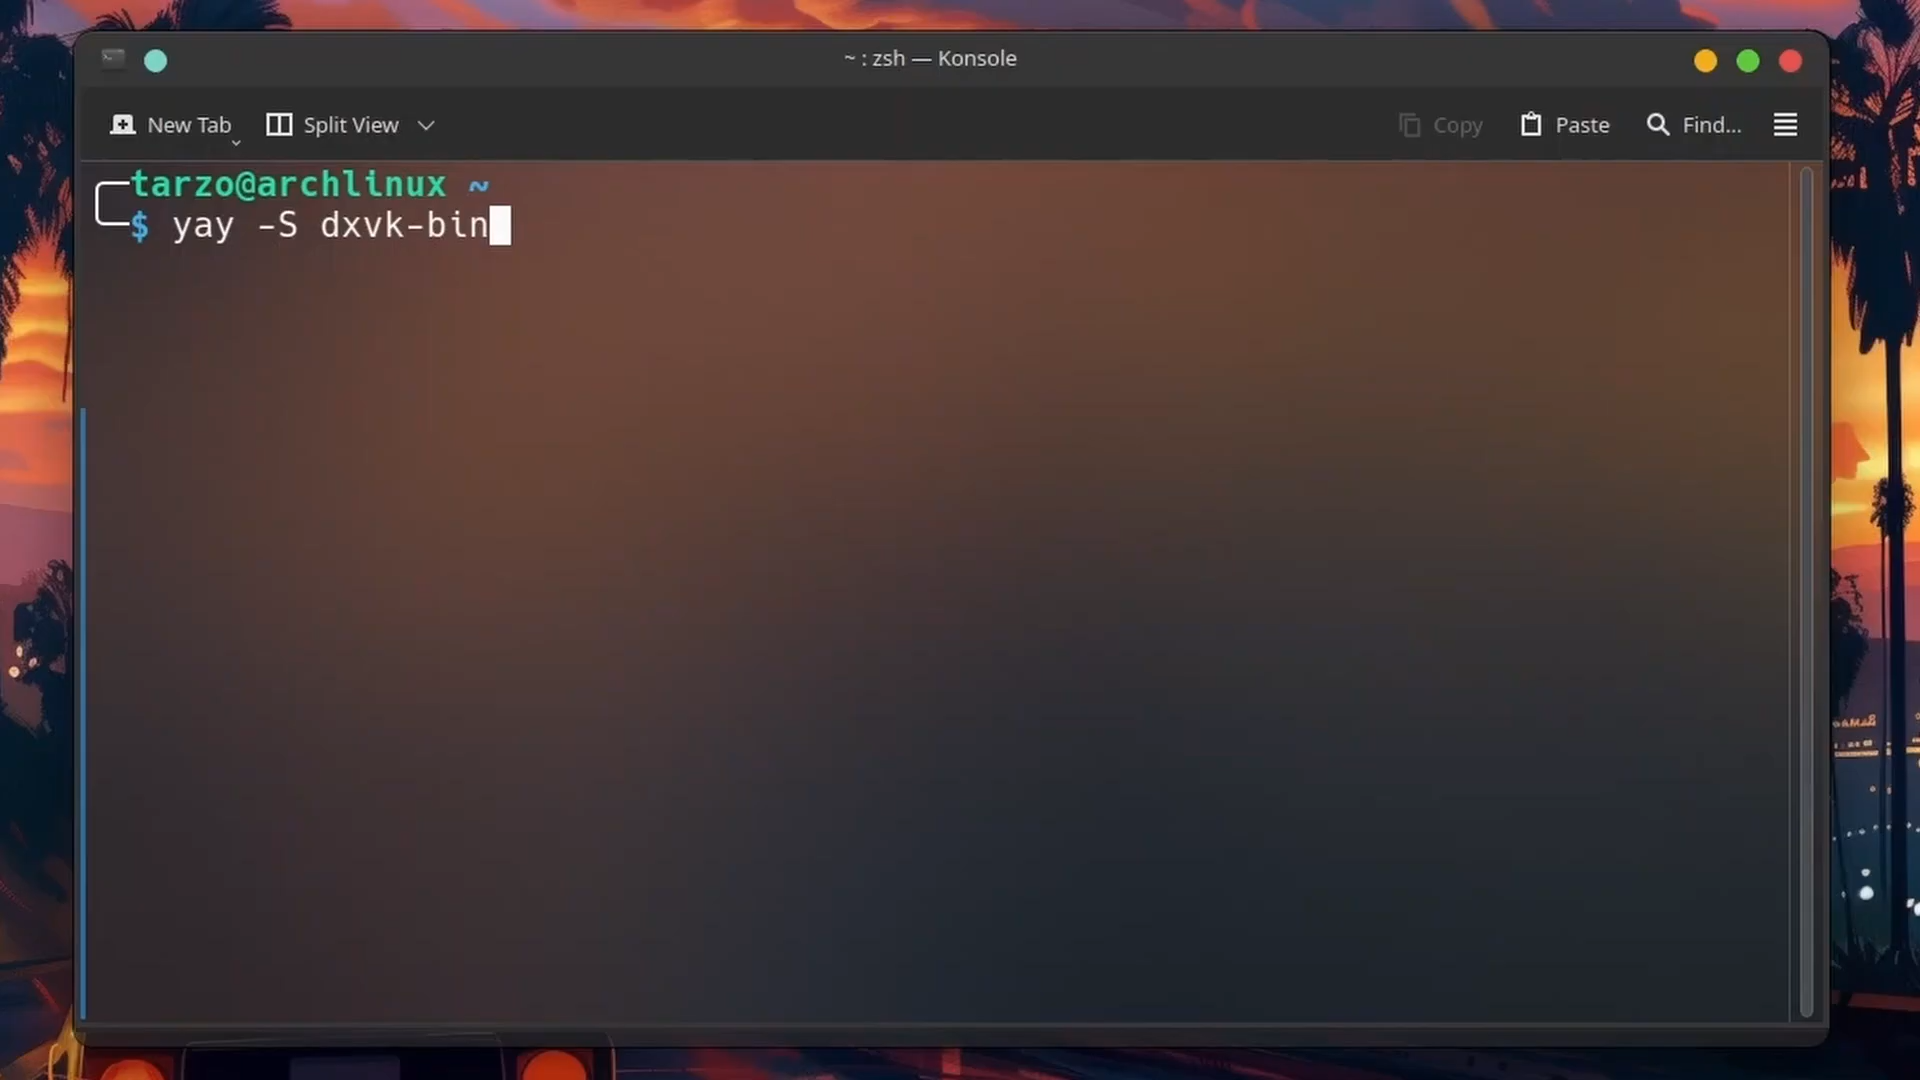 ~ : zsh — Konsole
New Tab
Split View
Copy
Paste
Find...
tarzo@archlinux ~
$ yay -S dxvk-bin